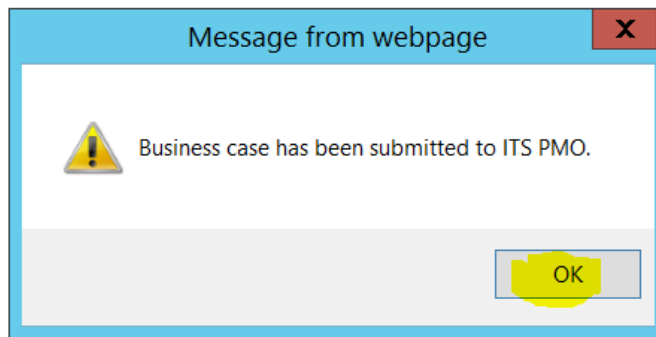 Message from webpage
X
Business case has been submitted to ITS PMO.
OK